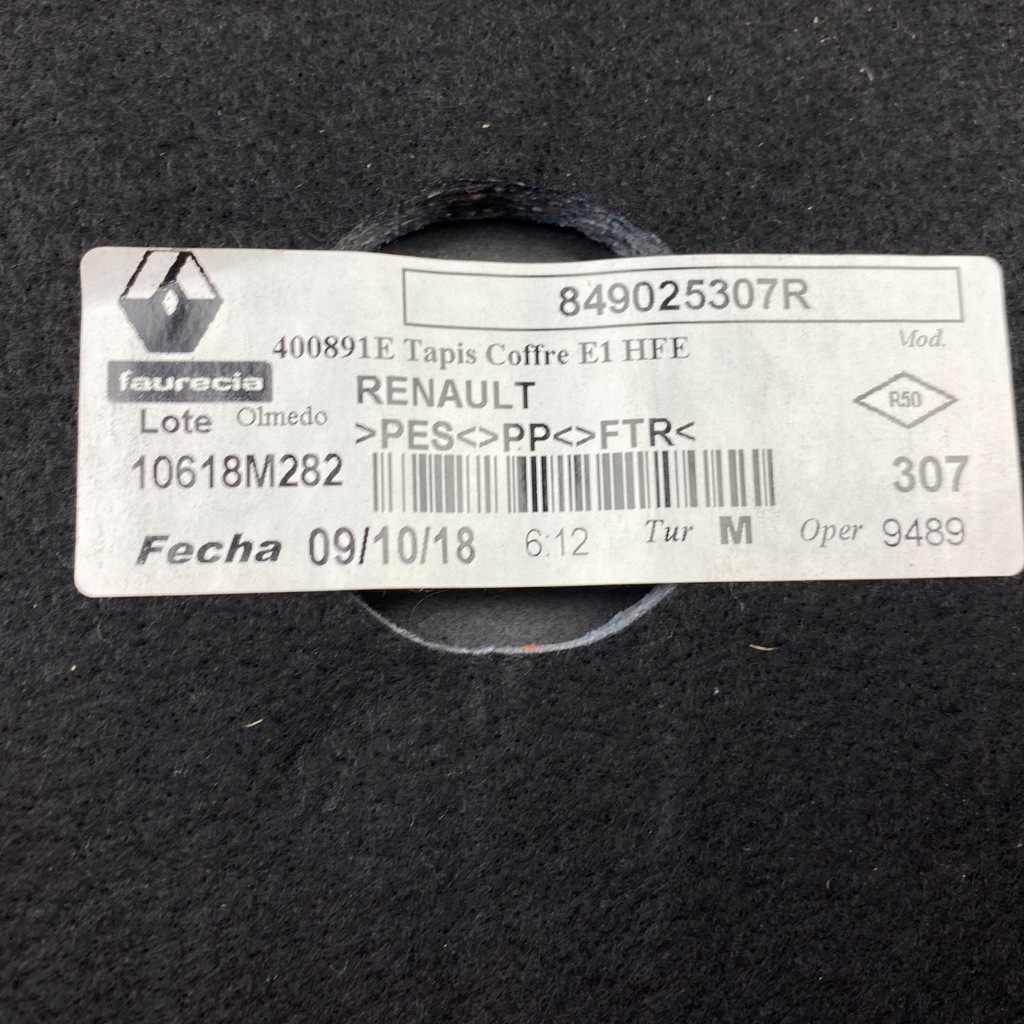 849025307R
400891E Tapis Coffre E1 HFE
Mod.
faurecia
RENAULT
R50
Lote Olmedo
>PES<>PP<>FTR<
10618M282
307
Fecha 09/10/18 6:12 Tur M Oper 9489